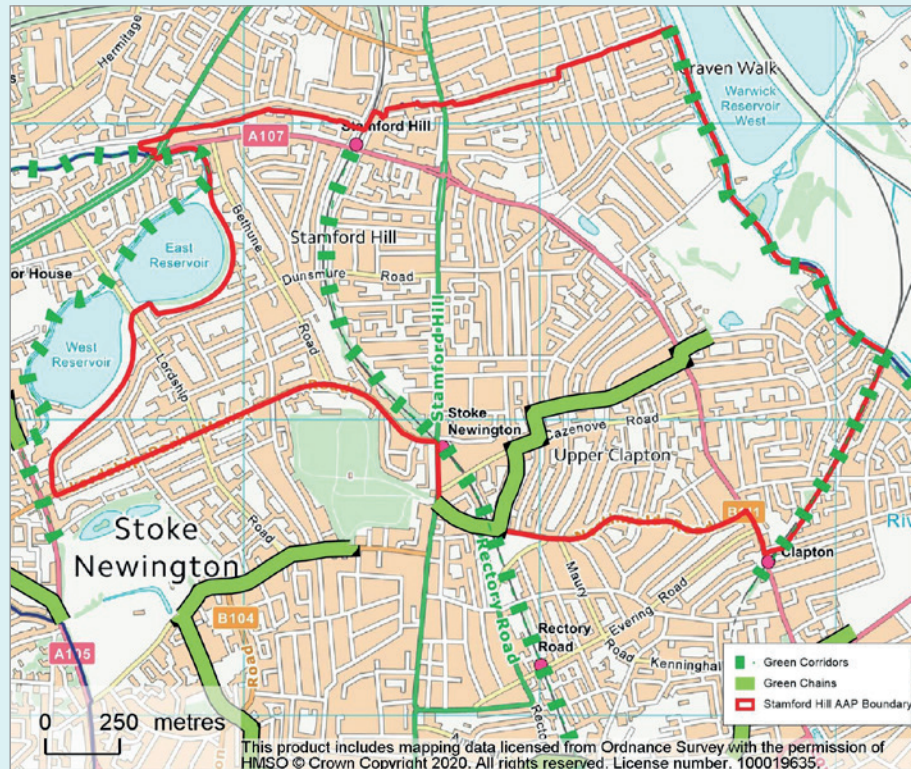 Hermitage
Craven Walk
Warwick
Reservoir
West
A107
Stamford Hill
East
Reservoir
Bethune
Road
Stamford Hill
Dunsmure Road
or House
West
Reservoir
Lordship
Road
Stamford Hill
Stoke
Newington
Cazenove Road
Upper Clapton
Stoke
Newington
Clapton
Riv
Rectory Road
Maury
Road
Evering Road
Rectory
Road
Kenninghal
B104
Road
A105
Recto
Green Corridors
Green Chains
Stamford Hill AAP Boundary
0 250 metres
This product includes mapping data licensed from Ordnance Survey with the permission of
HMSO © Crown Copyright 2020. All rights reserved. License number. 100019635.